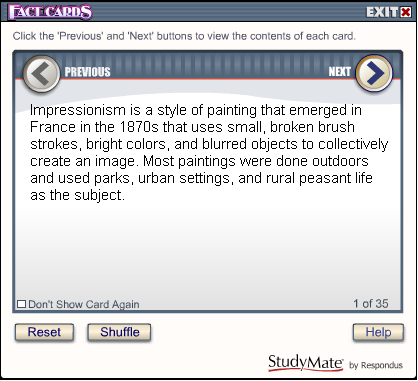 FACT CARDS EXIT
Click the 'Previous' and 'Next' buttons to view the contents of each card.
PREVIOUS NEXT
Impressionism is a style of painting that emerged in
France in the 1870s that uses small, broken brush
strokes, bright colors, and blurred objects to collectively
create an image. Most paintings were done outdoors
and used parks, urban settings, and rural peasant life
as the subject.
Don't Show Card Again 1 of 35
Reset Shuffle Help
StudyMate by Respondus